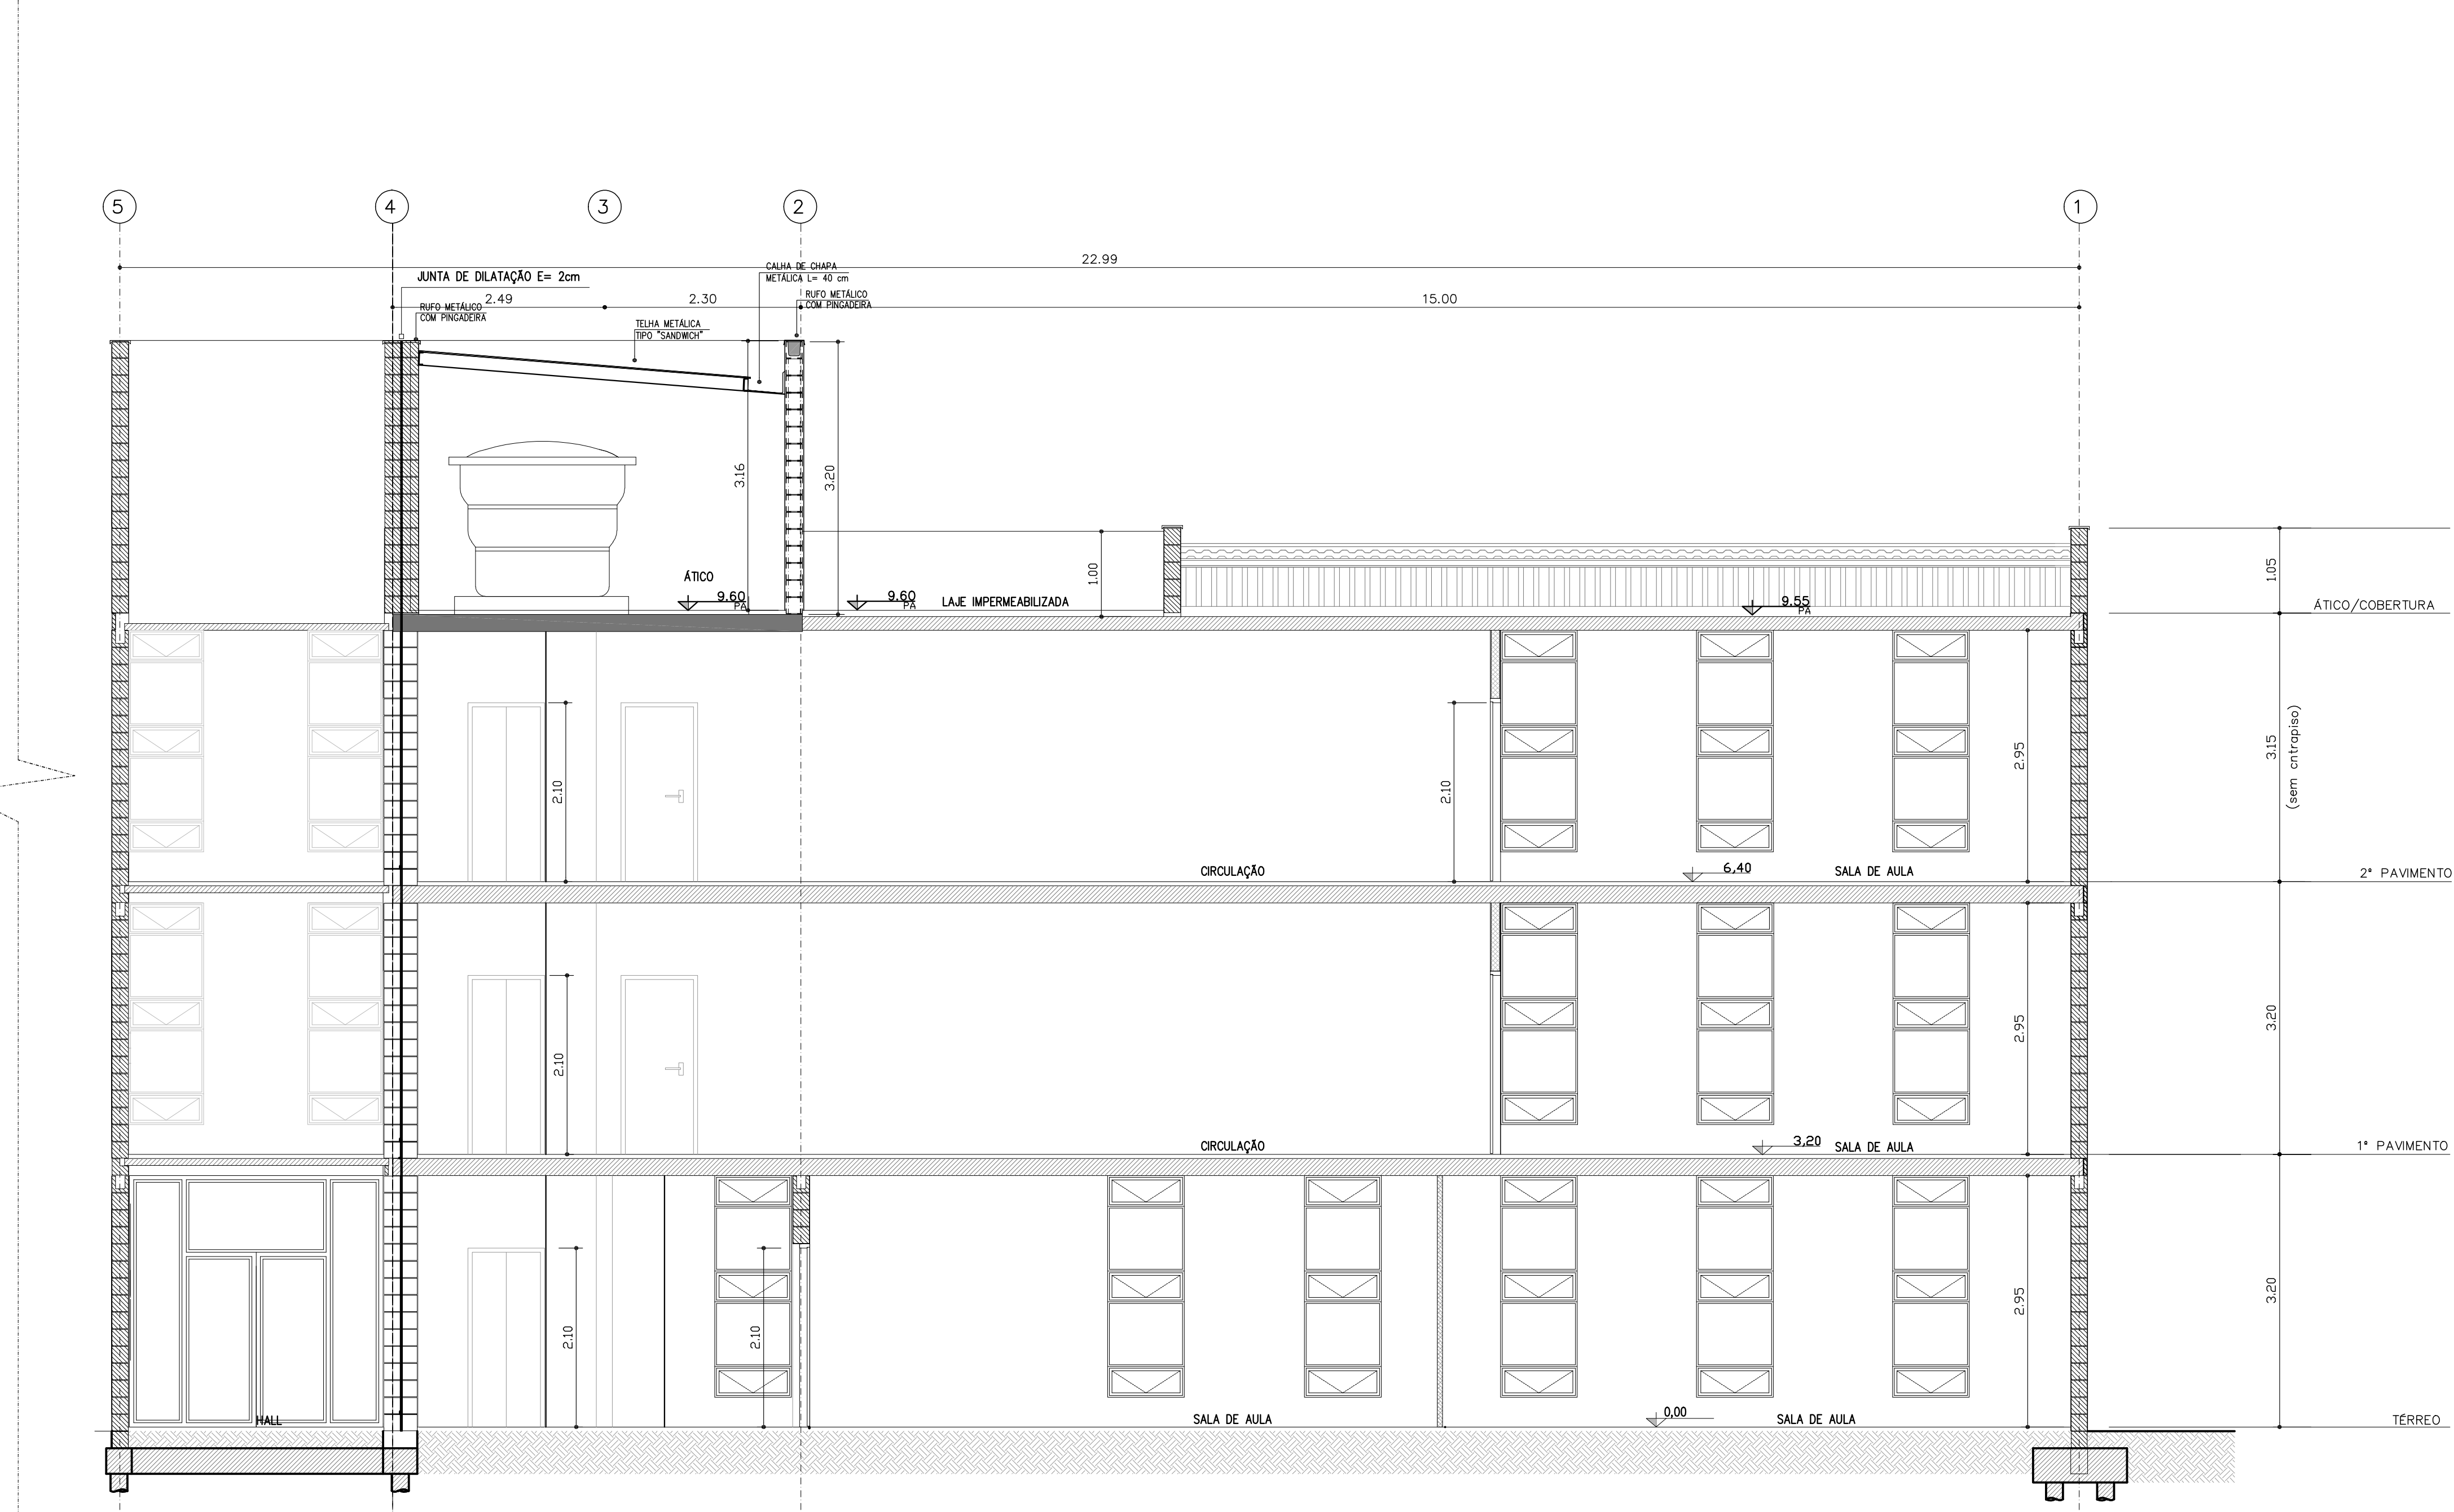 5
4
3
2
1
22.99
JUNTA DE DILATAÇÃO E= 2cm
CALHA DE CHAPA
METÁLICA L= 40 cm
2.49
2.30
15.00
RUFO METÁLICO
COM PINGADEIRA
RUFO METÁLICO
COM PINGADEIRA
TELHA METÁLICA
TIPO "SANDWICH"
3.16
3.20
1.00
1.05
ÁTICO
9.60
PA
9.60
PA
LAJE IMPERMEABILIZADA
9.55
PA
ÁTICO/COBERTURA
2.10
2.10
2.95
3.15
(sem cntrapiso)
CIRCULAÇÃO
6,40
SALA DE AULA
2º PAVIMENTO
2.10
2.95
3.20
CIRCULAÇÃO
3,20
SALA DE AULA
1º PAVIMENTO
2.10
2.10
2.95
3.20
HALL
SALA DE AULA
0,00
SALA DE AULA
TÉRREO